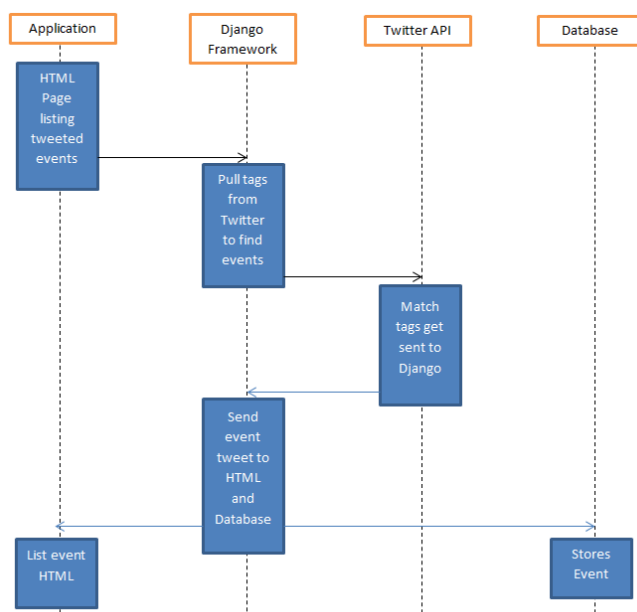 Application
Django
Framework
Twitter API
Database
HTML
Page
listing
tweeted
events
Pull tags
from
Twitter
to find
events
Match
tags get
sent to
Django
Send
event
tweet to
HTML
and
Database
List event
HTML
Stores
Event